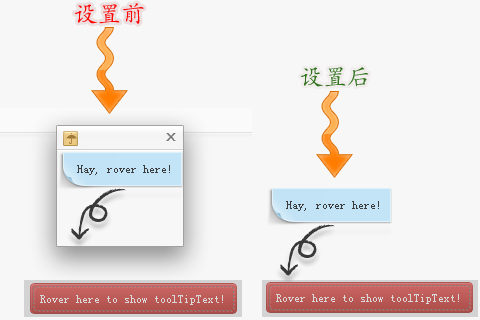 设置前
设置后
Hay, rover here!
Hay, rover here!
Rover here to show toolTipText!
Rover here to show toolTipText!